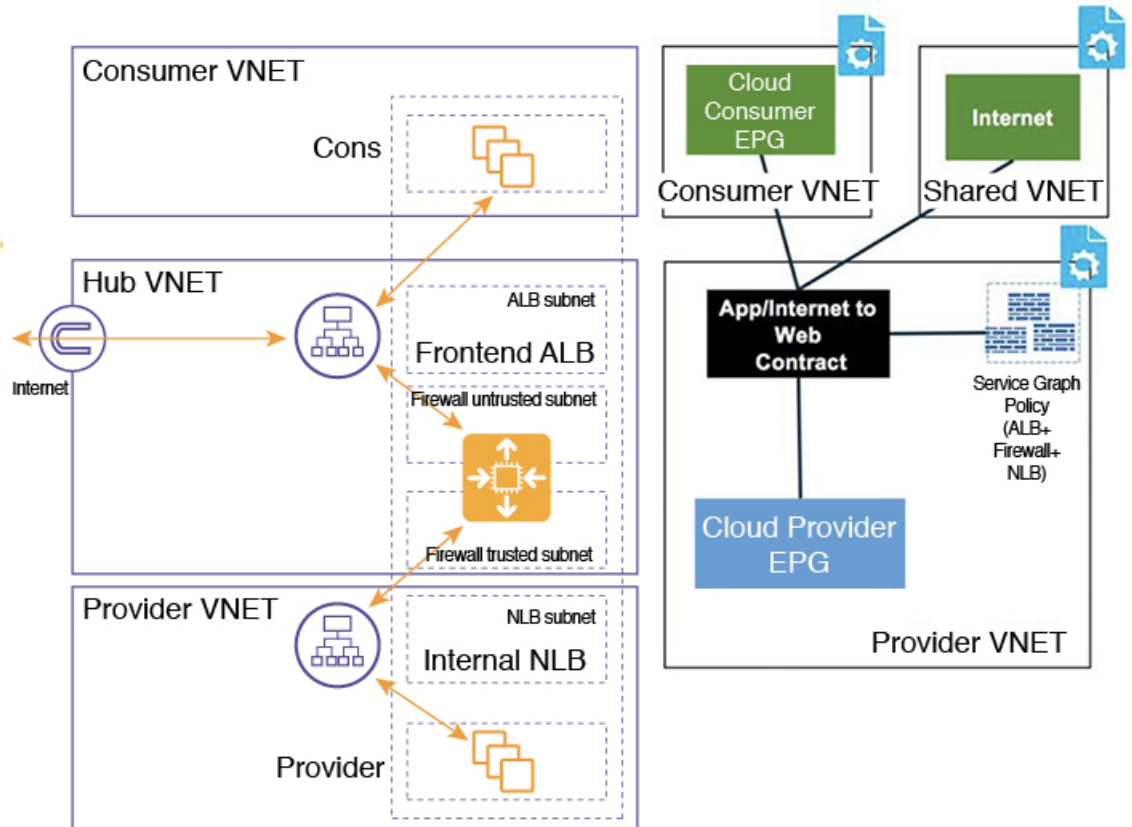 Consumer VNET
Cons
Hub VNET
Internet
ALB subnet
Frontend ALB
Firewall untrusted subnet
Firewall trusted subnet
Provider VNET
NLB subnet
Internal NLB
Provider
Cloud
Consumer
EPG
Consumer VNET
Internet
Shared VNET
App/Internet to
Web
Contract
Service Graph
Policy
(ALB+
Firewall+
NLB)
Cloud Provider
EPG
Provider VNET